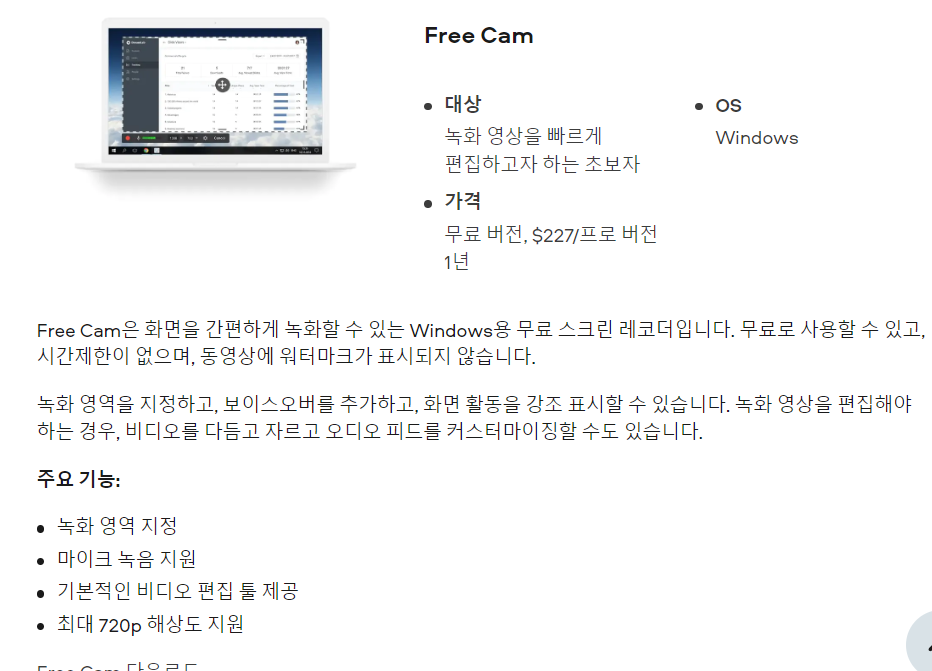 Free Cam
대상
녹화 영상을 빠르게
편집하고자 하는 초보자
가격
무료 버전, $227/프로 버전
1년
OS
Windows
Free Cam은 화면을 간편하게 녹화할 수 있는 Windows용 무료 스크린 레코더입니다. 무료로 사용할 수 있고,
시간제한이 없으며, 동영상에 워터마크가 표시되지 않습니다.
녹화 영역을 지정하고, 보이스오버를 추가하고, 화면 활동을 강조 표시할 수 있습니다. 녹화 영상을 편집해야
하는 경우, 비디오를 다듬고 자르고 오디오 피드를 커스터마이징할 수도 있습니다.
주요 기능:
녹화 영역 지정
마이크 녹음 지원
기본적인 비디오 편집 툴 제공
최대 720p 해상도 지원
Free Cam 다운로드